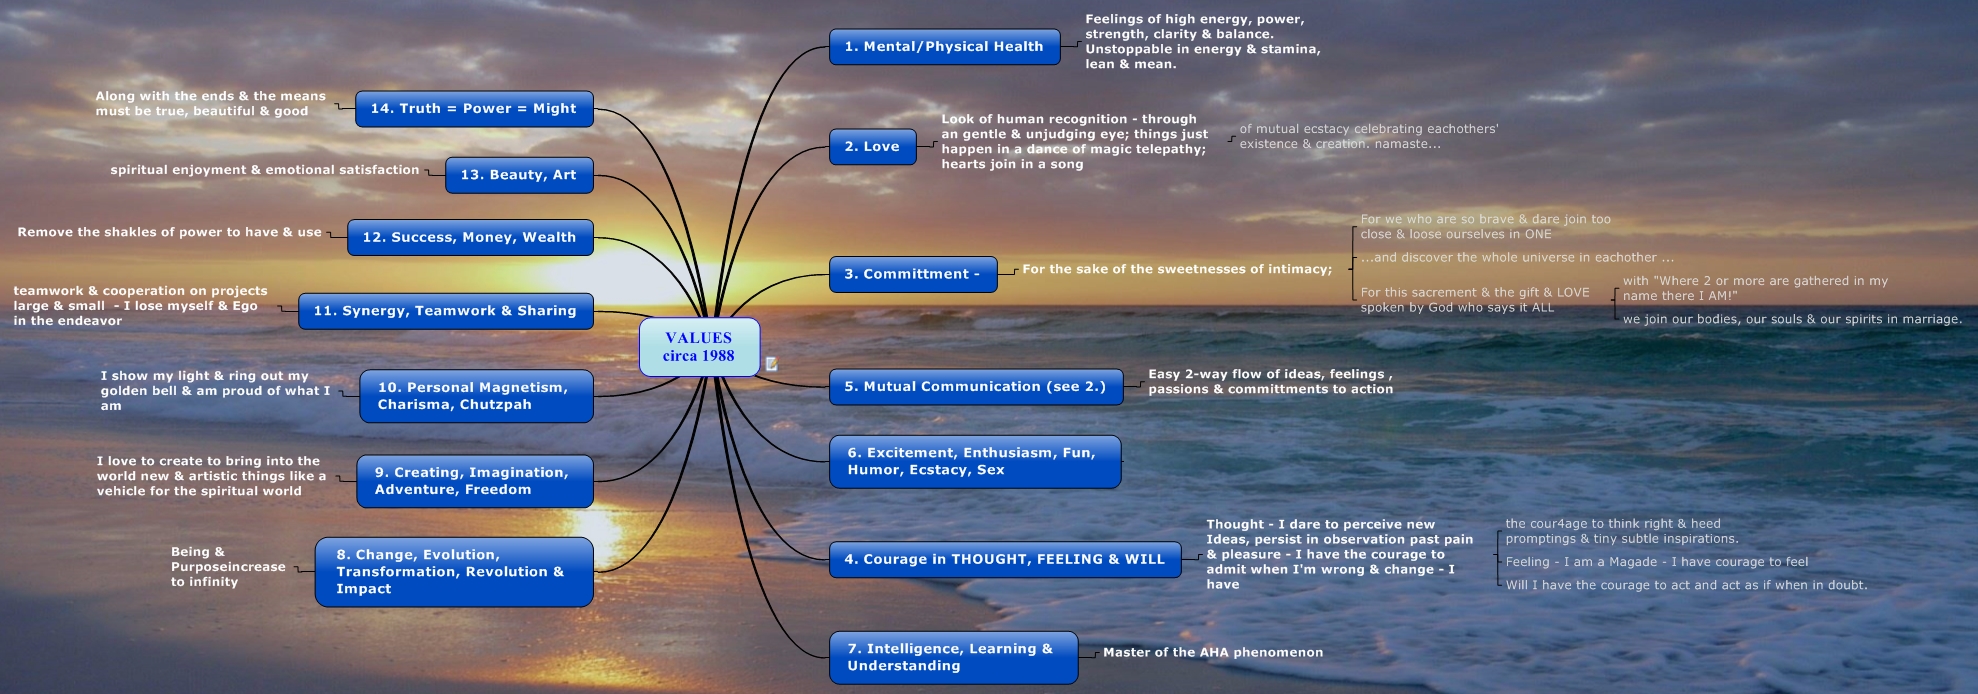 VALUES
circa 1988
1. Mental/Physical Health
Feelings of high energy, power,
strength, clarity & balance.
Unstoppable in energy & stamina,
lean & mean.
2. Love
Look of human recognition - through
an gentle & unjudging eye; things just
happen in a dance of magic telepathy;
hearts join in a song
of mutual ecstacy celebrating eachothers'
existence & creation. namaste...
3. Committment -
For the sake of the sweetnesses of intimacy;
For we who are so brave & dare join too
close & loose ourselves in ONE
...and discover the whole universe in eachother ...
For this sacrement & the gift & LOVE
spoken by God who says it ALL
with "Where 2 or more are gathered in my
name there I AM!"
we join our bodies, our souls & our spirits in marriage.
5. Mutual Communication (see 2.)
Easy 2-way flow of ideas, feelings ,
passions & committments to action
6. Excitement, Enthusiasm, Fun,
Humor, Ecstacy, Sex
4. Courage in THOUGHT, FEELING & WILL
Thought - I dare to perceive new
Ideas, persist in observation past pain
& pleasure - I have the courage to
admit when I'm wrong & change - I
have
the cour4age to think right & heed
promptings & tiny subtle inspirations.
Feeling - I am a Magade - I have courage to feel
Will I have the courage to act and act as if when in doubt.
7. Intelligence, Learning &
Understanding
Master of the AHA phenomenon
14. Truth = Power = Might
Along with the ends & the means
must be true, beautiful & good
13. Beauty, Art
spiritual enjoyment & emotional satisfaction
12. Success, Money, Wealth
Remove the shakles of power to have & use
11. Synergy, Teamwork & Sharing
teamwork & cooperation on projects
large & small  - I lose myself & Ego
in the endeavor
10. Personal Magnetism,
Charisma, Chutzpah
I show my light & ring out my
golden bell & am proud of what I
am
9. Creating, Imagination,
Adventure, Freedom
I love to create to bring into the
world new & artistic things like a
vehicle for the spiritual world
8. Change, Evolution,
Transformation, Revolution &
Impact
Being &
Purposeincrease
to infinity